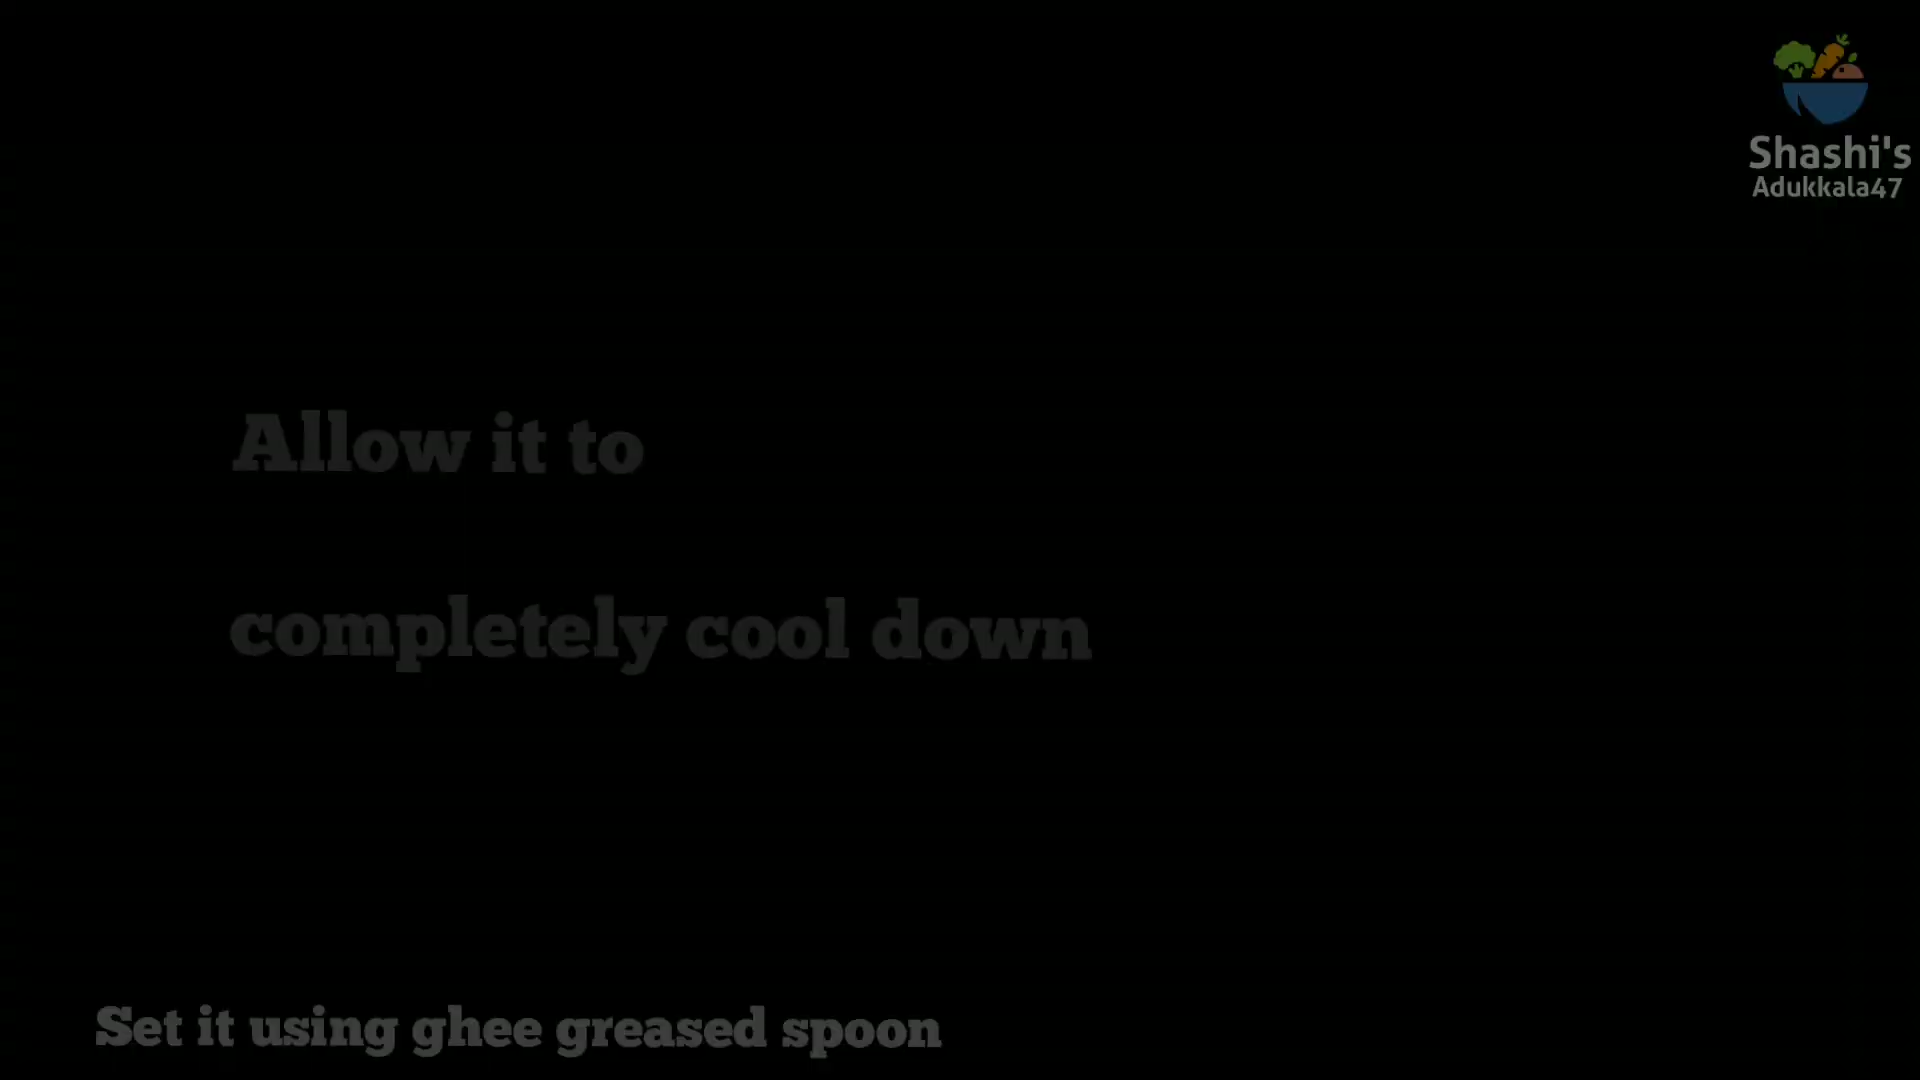 Shashi's
Adukkala47
Allow it to
completely cool down
Set it using ghee greased spoon